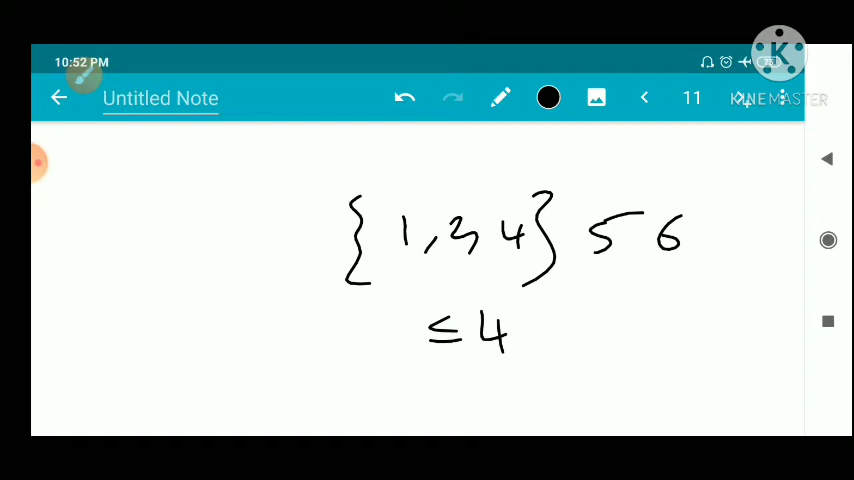 10:52 PM
KINEMASTER
Untitled Note
11
{ 1, 3, 4 } 5 6
≤ 4